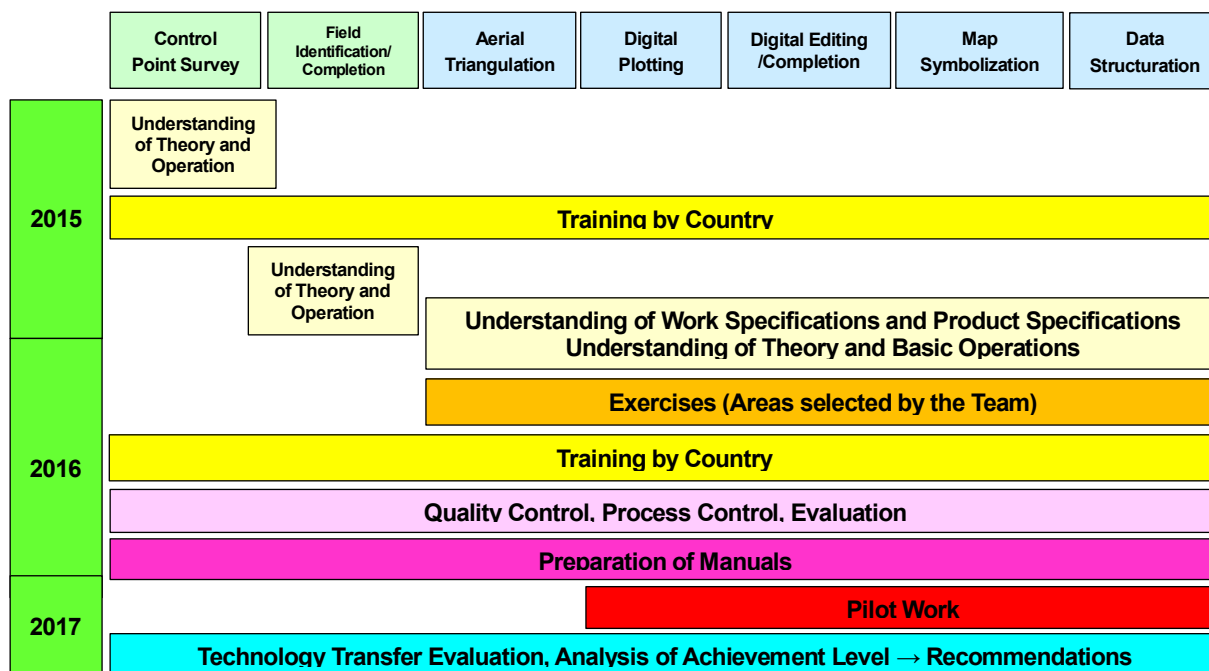 Control
Point Survey
Field
Identification/
Completion
Aerial
Triangulation
Digital
Plotting
Digital Editing
/Completion
Map
Symbolization
Data
Structuration
2015
Understanding
of Theory and
Operation
Training by Country
Understanding
of Theory and
Operation
Understanding of Work Specifications and Product Specifications
Understanding of Theory and Basic Operations
2016
Exercises (Areas selected by the Team)
Training by Country
Quality Control, Process Control, Evaluation
Preparation of Manuals
2017
Pilot Work
Technology Transfer Evaluation, Analysis of Achievement Level → Recommendations